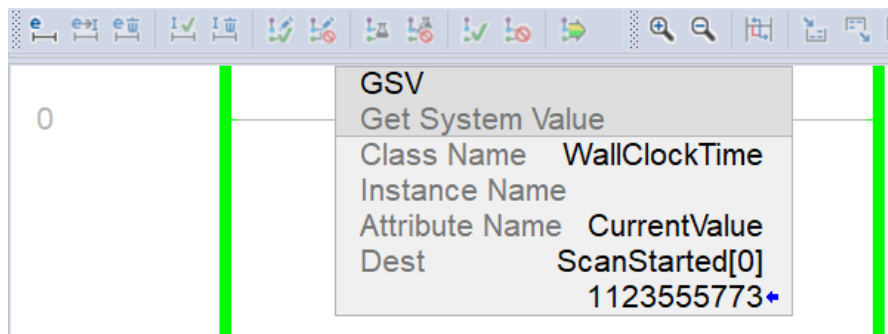 GSV
0
Get System Value
Class Name WallClockTime
Instance Name
Attribute Name CurrentValue
Dest ScanStarted[0]
1123555773